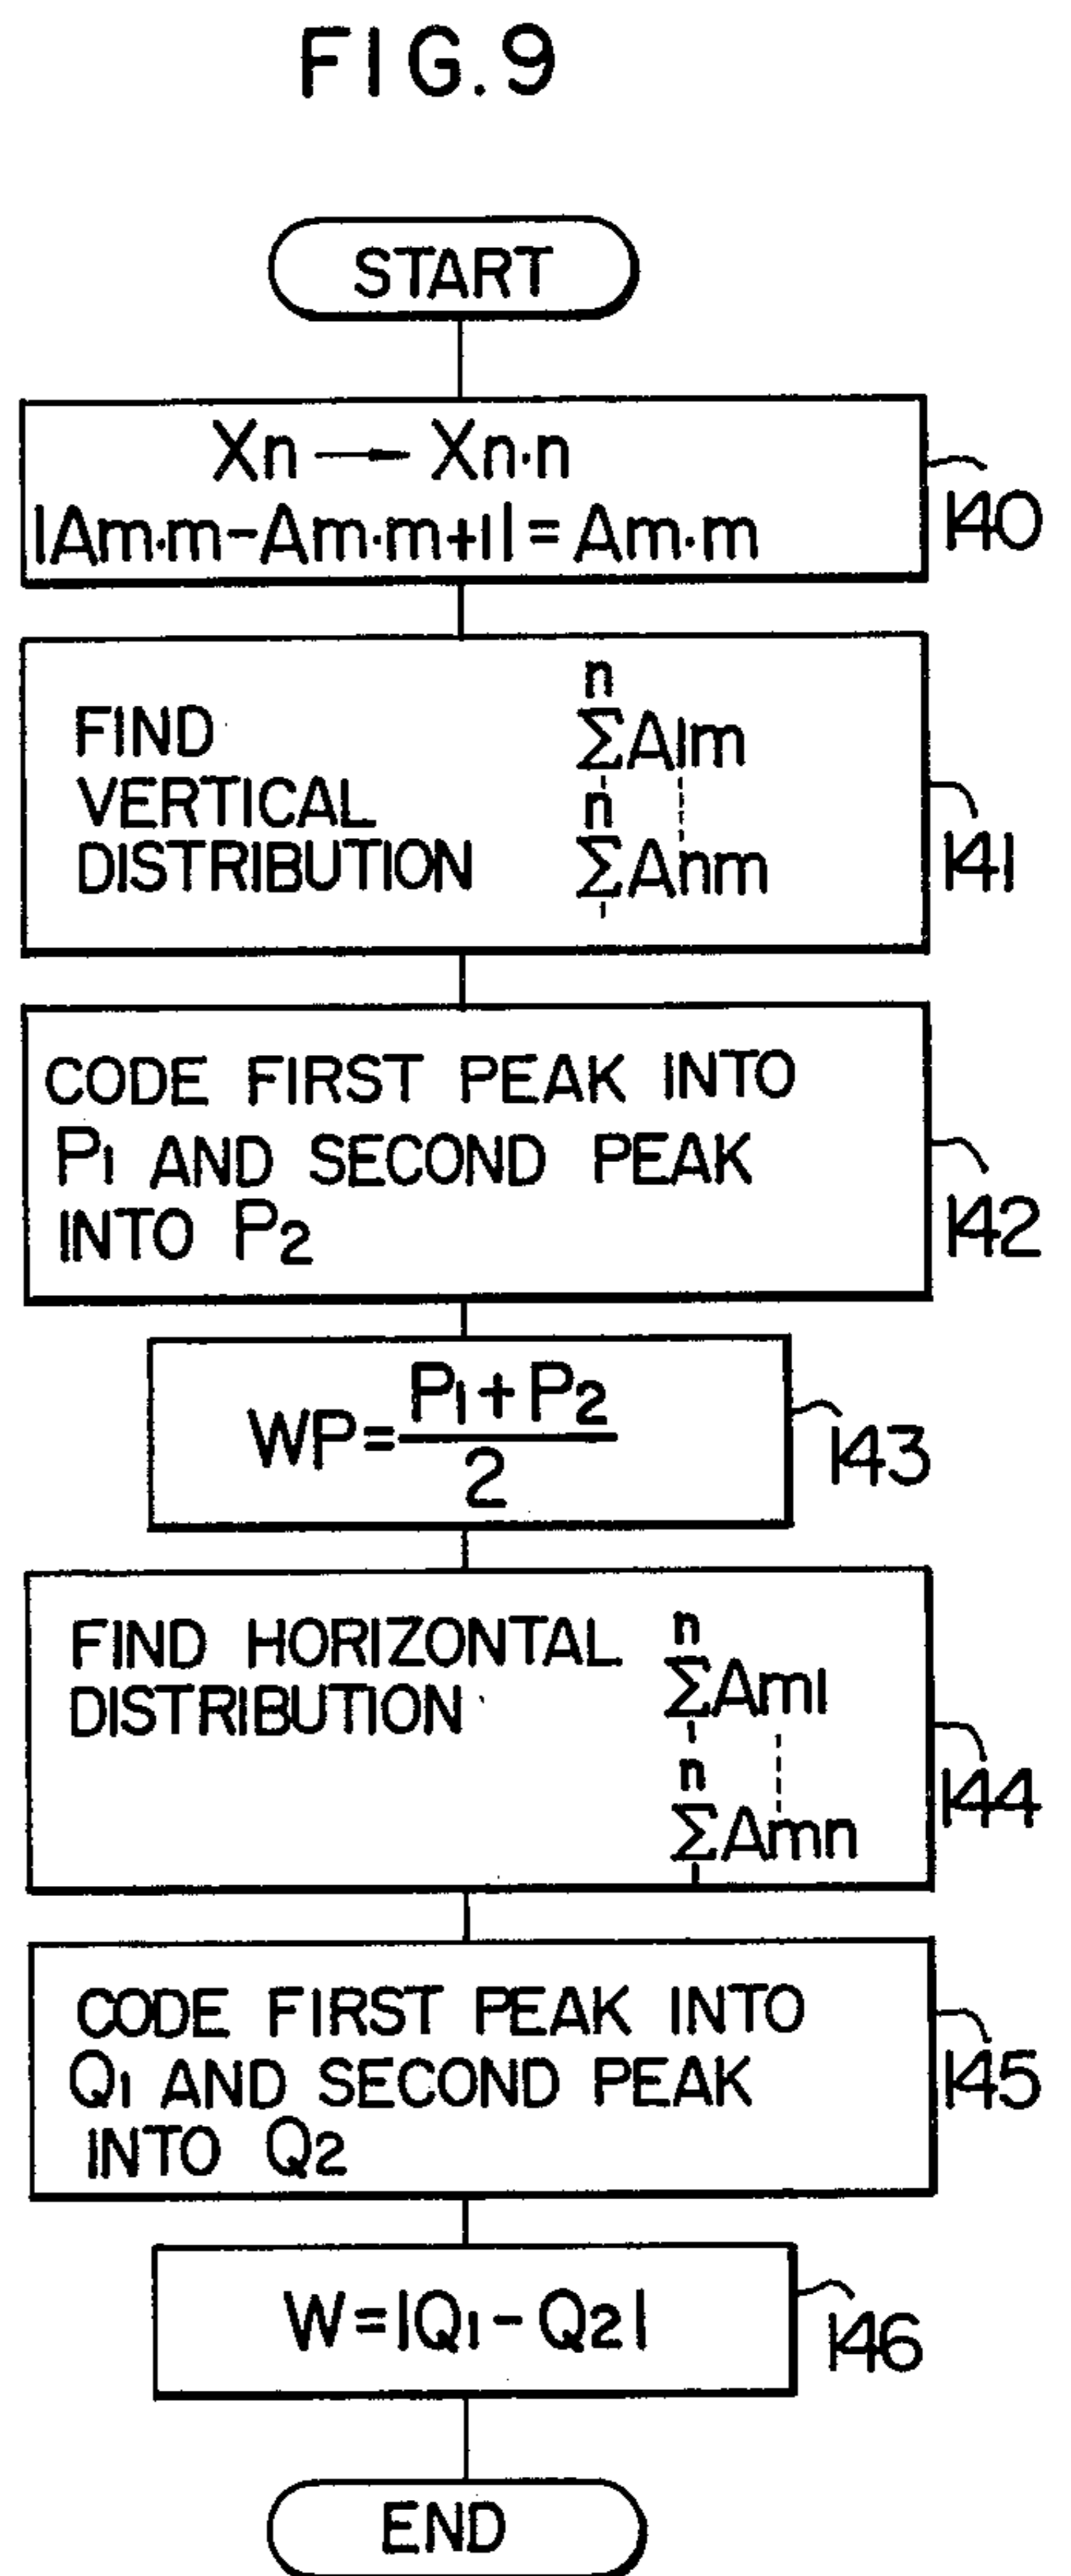 FIG. 9
START
Xn → Xn·n
|Am·m-Am·m+1| = Am·m
140
FIND
VERTICAL
DISTRIBUTION
n
ΣA1m
n
ΣAnm
141
CODE FIRST PEAK INTO
P1 AND SECOND PEAK
INTO P2
142
WP=
P1+P2
2
143
FIND HORIZONTAL
DISTRIBUTION
n
ΣAm1
n
ΣAmn
144
CODE FIRST PEAK INTO
Q1 AND SECOND PEAK
INTO Q2
145
W=|Q1-Q2|
146
END